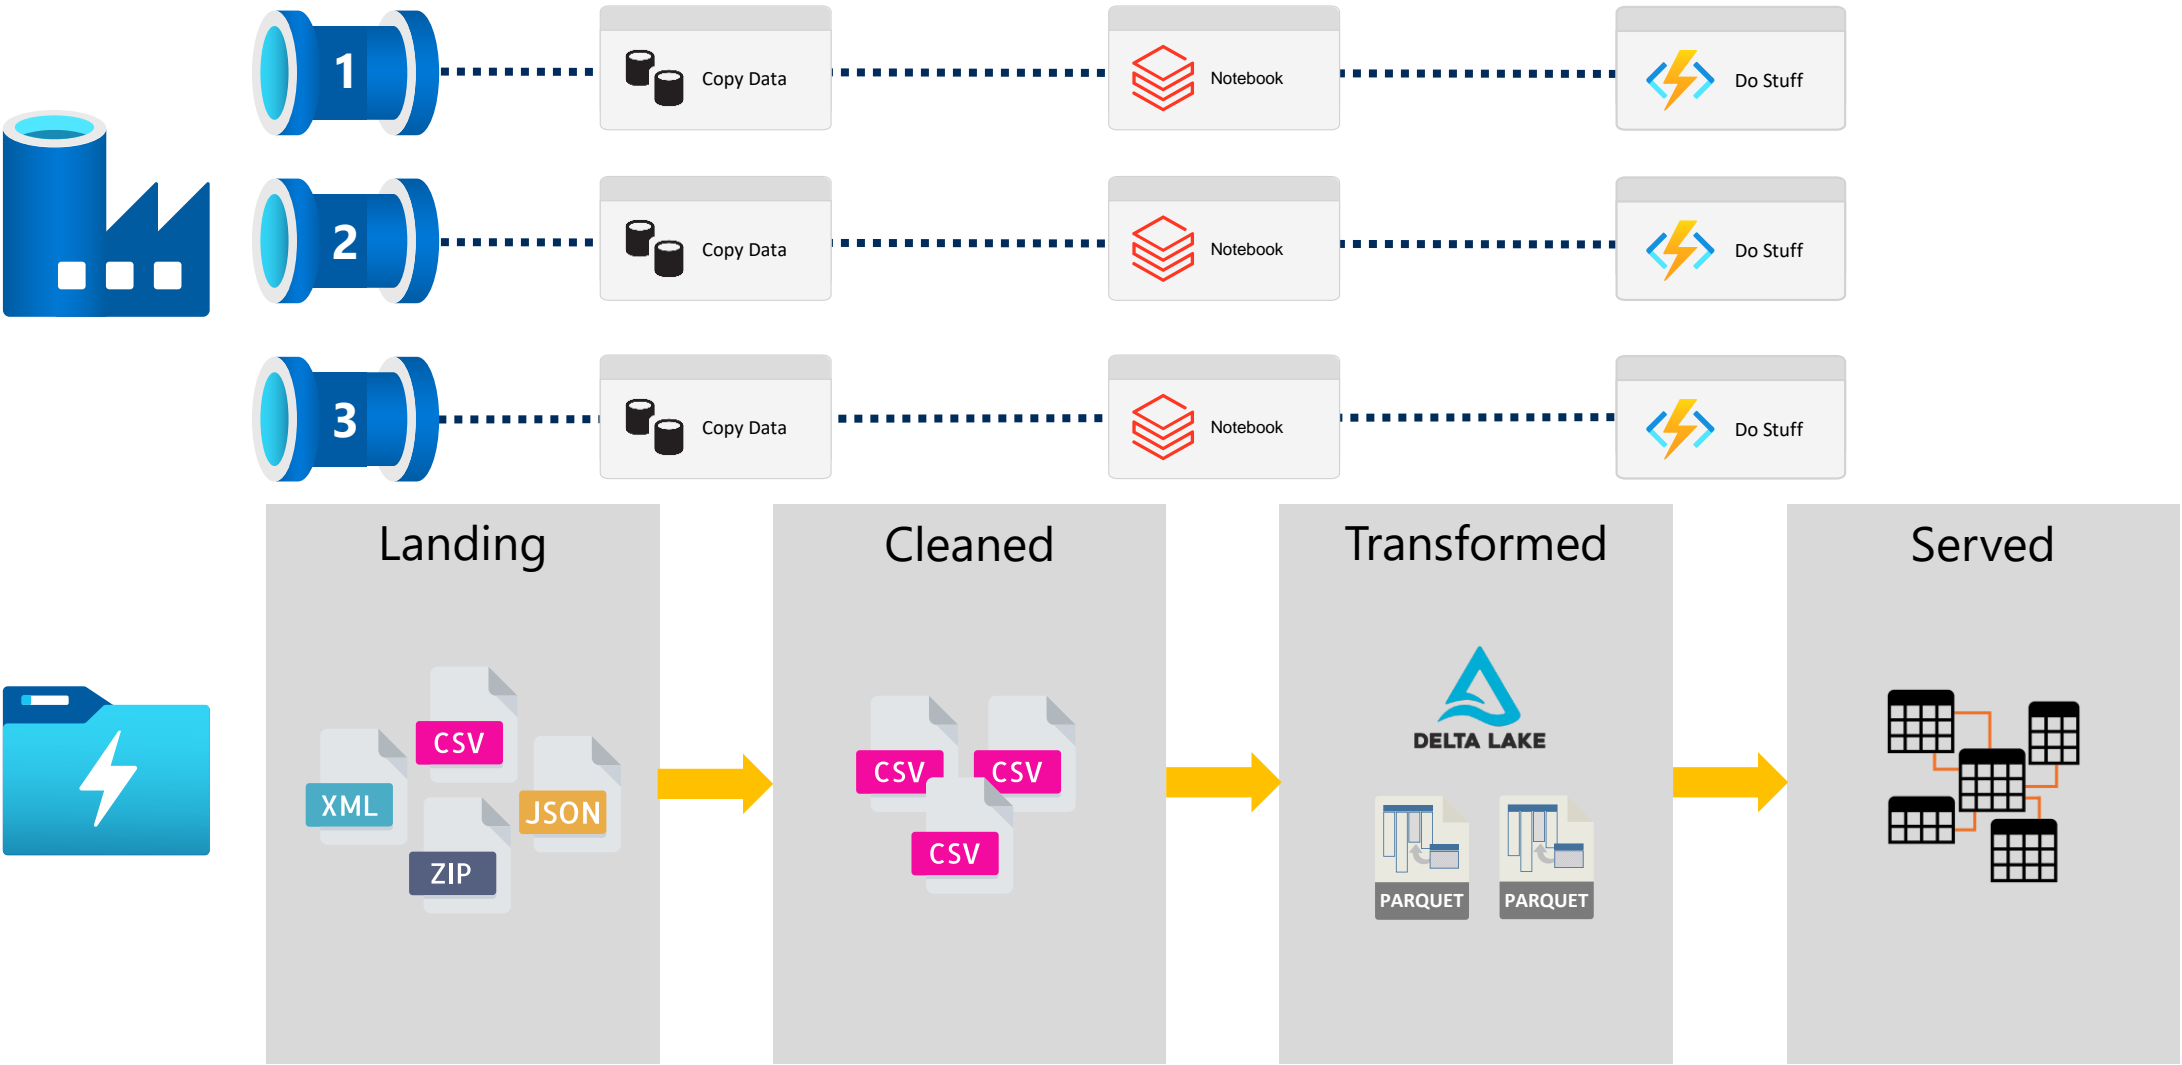 1
Copy Data
Notebook
Do Stuff
2
Copy Data
Notebook
Do Stuff
3
Copy Data
Notebook
Do Stuff
Landing
Cleaned
Transformed
Served
CSV
XML
JSON
ZIP
CSV
CSV
CSV
DELTA LAKE
PARQUET
PARQUET